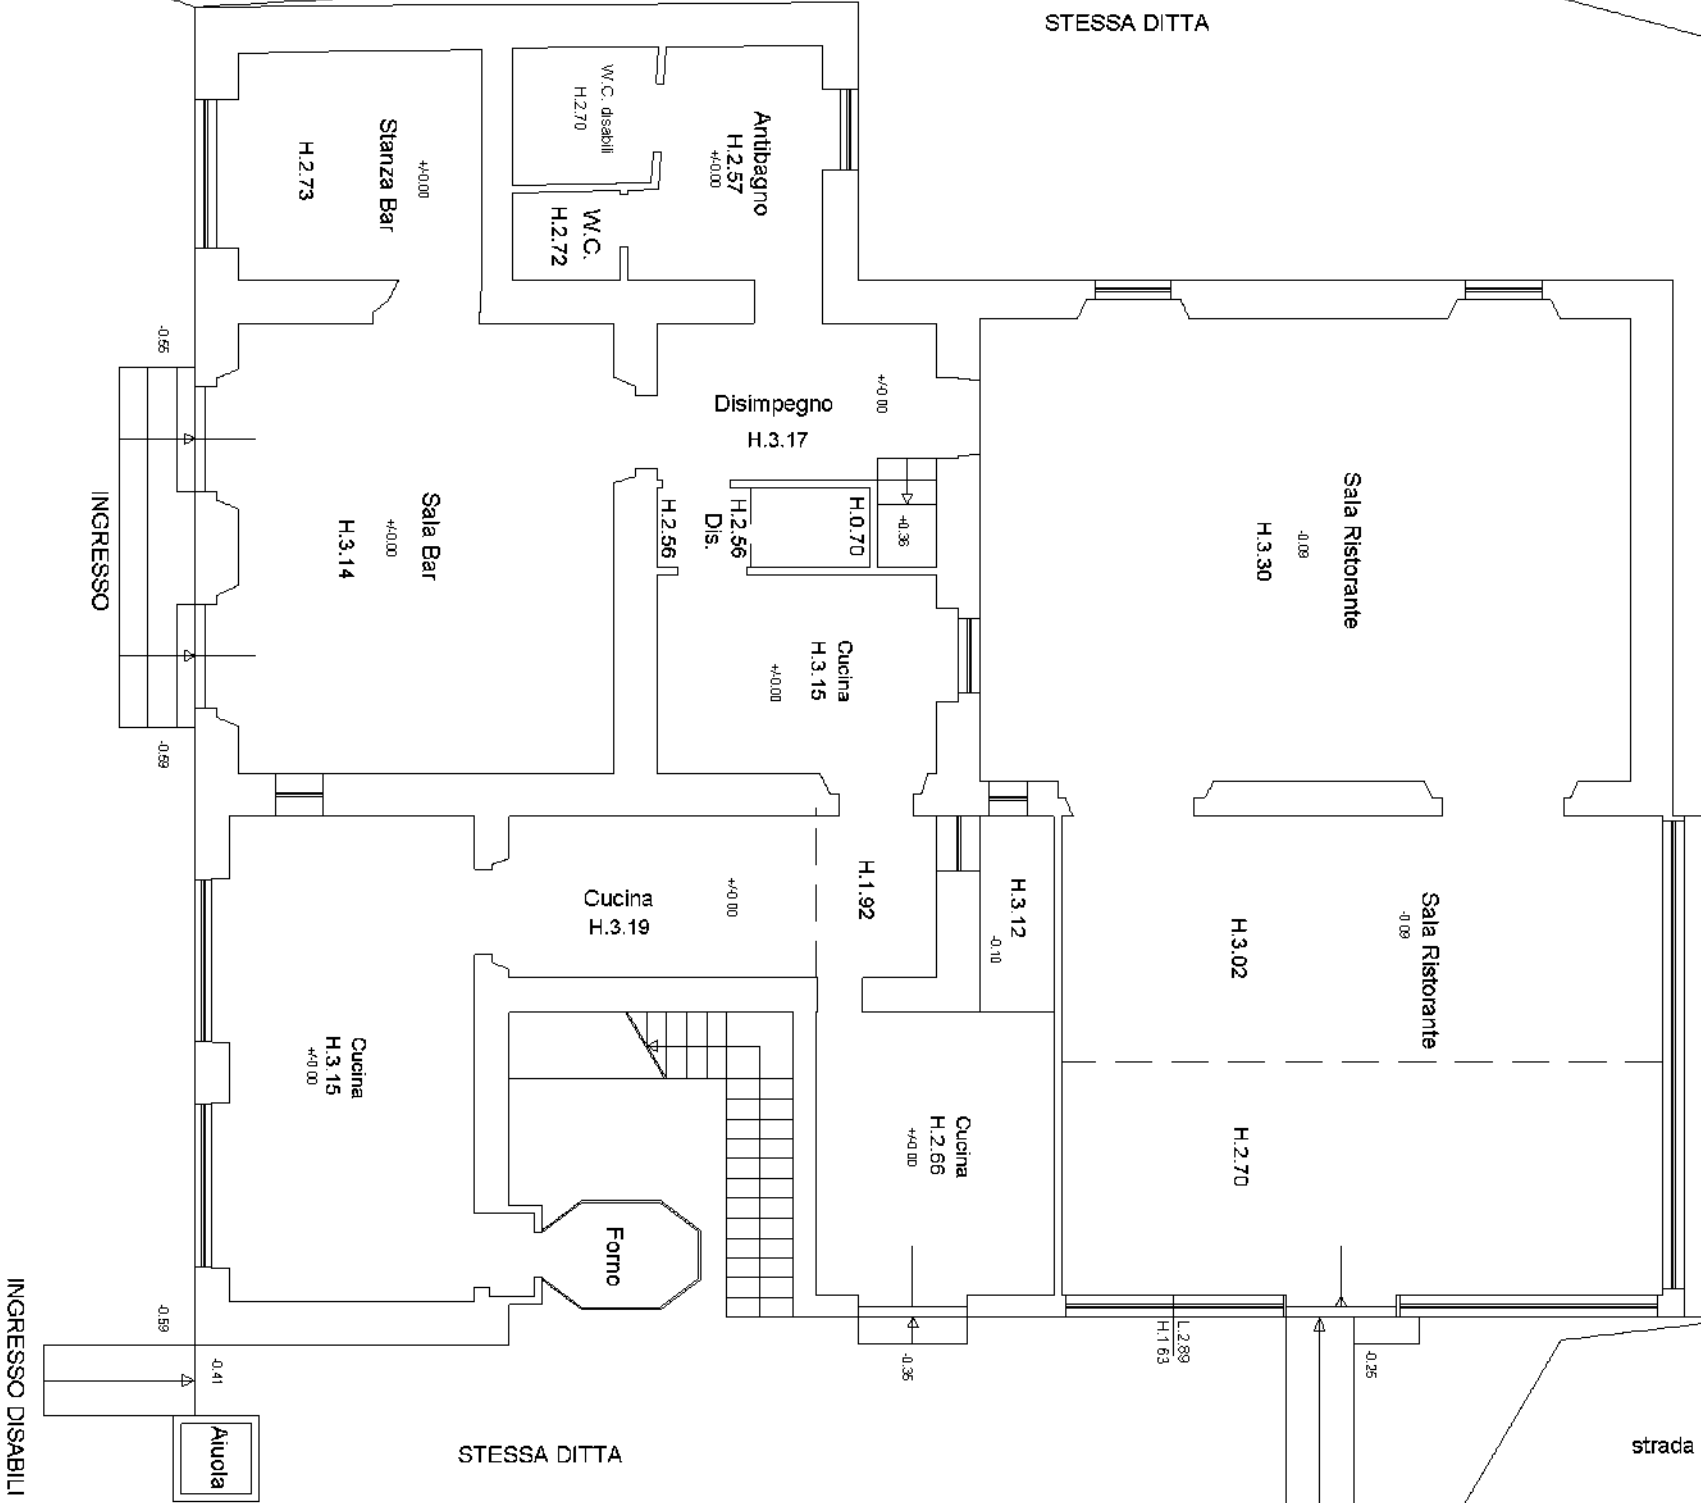 STESSA DITTA
W.C. disabili
H.2.70
Antibagno
H.2.57
+/-0.00
Stanza Bar
+/-0.00
H.2.73
W.C.
H.2.72
-0.55
Disimpegno
H.3.17
+/-0.00
INGRESSO
Sala Bar
+/-0.00
H.3.14
H.2.56
H.2.56
Dis.
H.0.70
+0.36
Sala Ristorante
-0.09
H.3.30
Cucina
H.3.15
+/-0.00
-0.59
Cucina
H.3.19
+/-0.00
H.1.92
H.3.12
-0.10
Sala Ristorante
-0.09
H.3.02
Cucina
H.3.15
+/-0.00
Cucina
H.2.66
+/-0.00
H.2.70
Forno
-0.59
-0.41
-0.35
L.2.89
H.1.63
-0.25
INGRESSO DISABILI
Aiuola
STESSA DITTA
strada